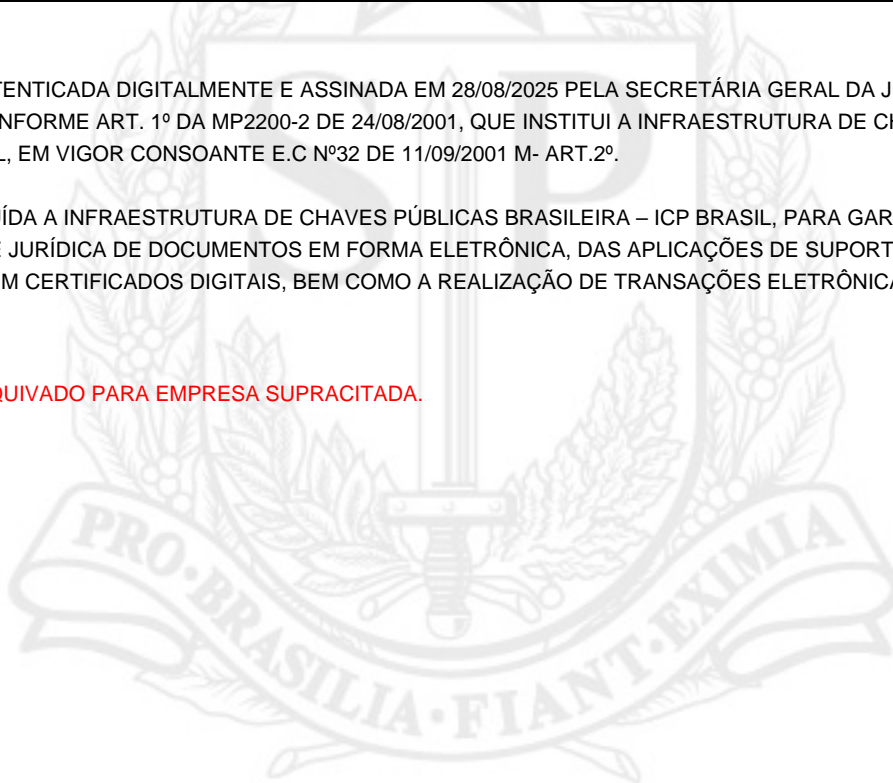 TENTICADA DIGITALMENTE E ASSINADA EM 28/08/2025 PELA SECRETÁRIA GERAL DA J
NFORME ART. 1º DA MP2200-2 DE 24/08/2001, QUE INSTITUI A INFRAESTRUTURA DE CH
L, EM VIGOR CONSOANTE E.C Nº32 DE 11/09/2001 M- ART.2º.
ÍDA A INFRAESTRUTURA DE CHAVES PÚBLICAS BRASILEIRA – ICP BRASIL, PARA GAR
E JURÍDICA DE DOCUMENTOS EM FORMA ELETRÔNICA, DAS APLICAÇÕES DE SUPORT
M CERTIFICADOS DIGITAIS, BEM COMO A REALIZAÇÃO DE TRANSAÇÕES ELETRÔNICA
QUIVADO PARA EMPRESA SUPRACITADA.
SP
PRO·BRASILIA·FIANT·EXIMIA